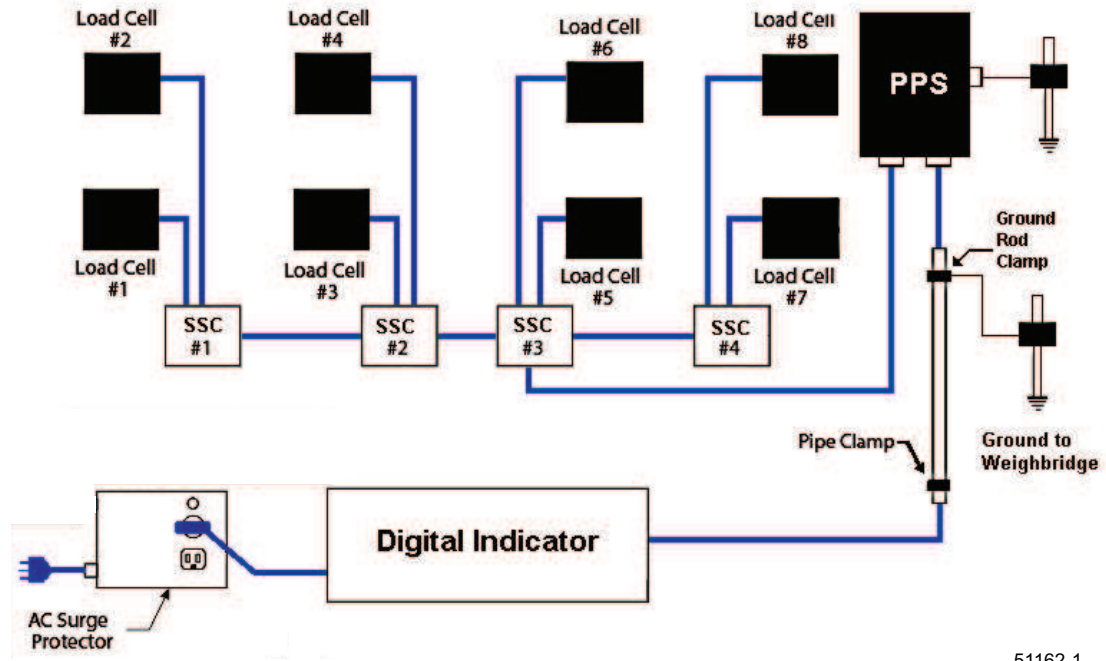 Load Cell
#2
Load Cell
#4
Load Cell
#6
Load Cell
#8
PPS
Load Cell
#1
Load Cell
#3
Load Cell
#5
Load Cell
#7
Ground
Rod
Clamp
SSC
#1
SSC
#2
SSC
#3
SSC
#4
Pipe Clamp
Ground to
Weighbridge
Digital Indicator
AC Surge
Protector
51162-1